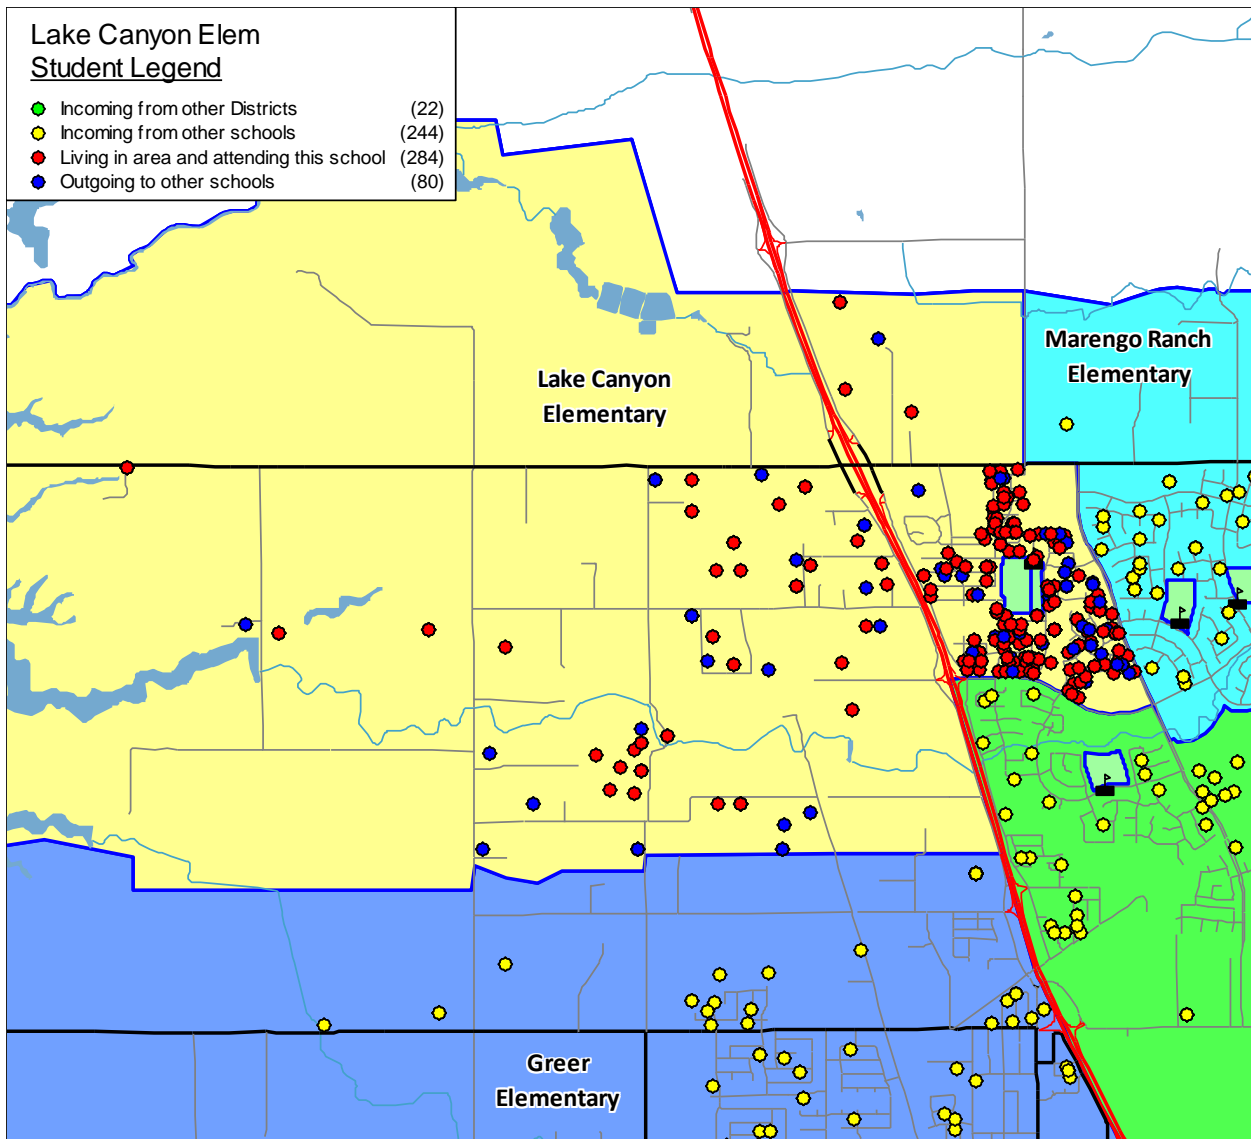 Lake Canyon Elem
Student Legend
Incoming from other Districts (22)
Incoming from other schools (244)
Living in area and attending this school (284)
Outgoing to other schools (80)
Marengo Ranch
Elementary
Lake Canyon
Elementary
Greer
Elementary